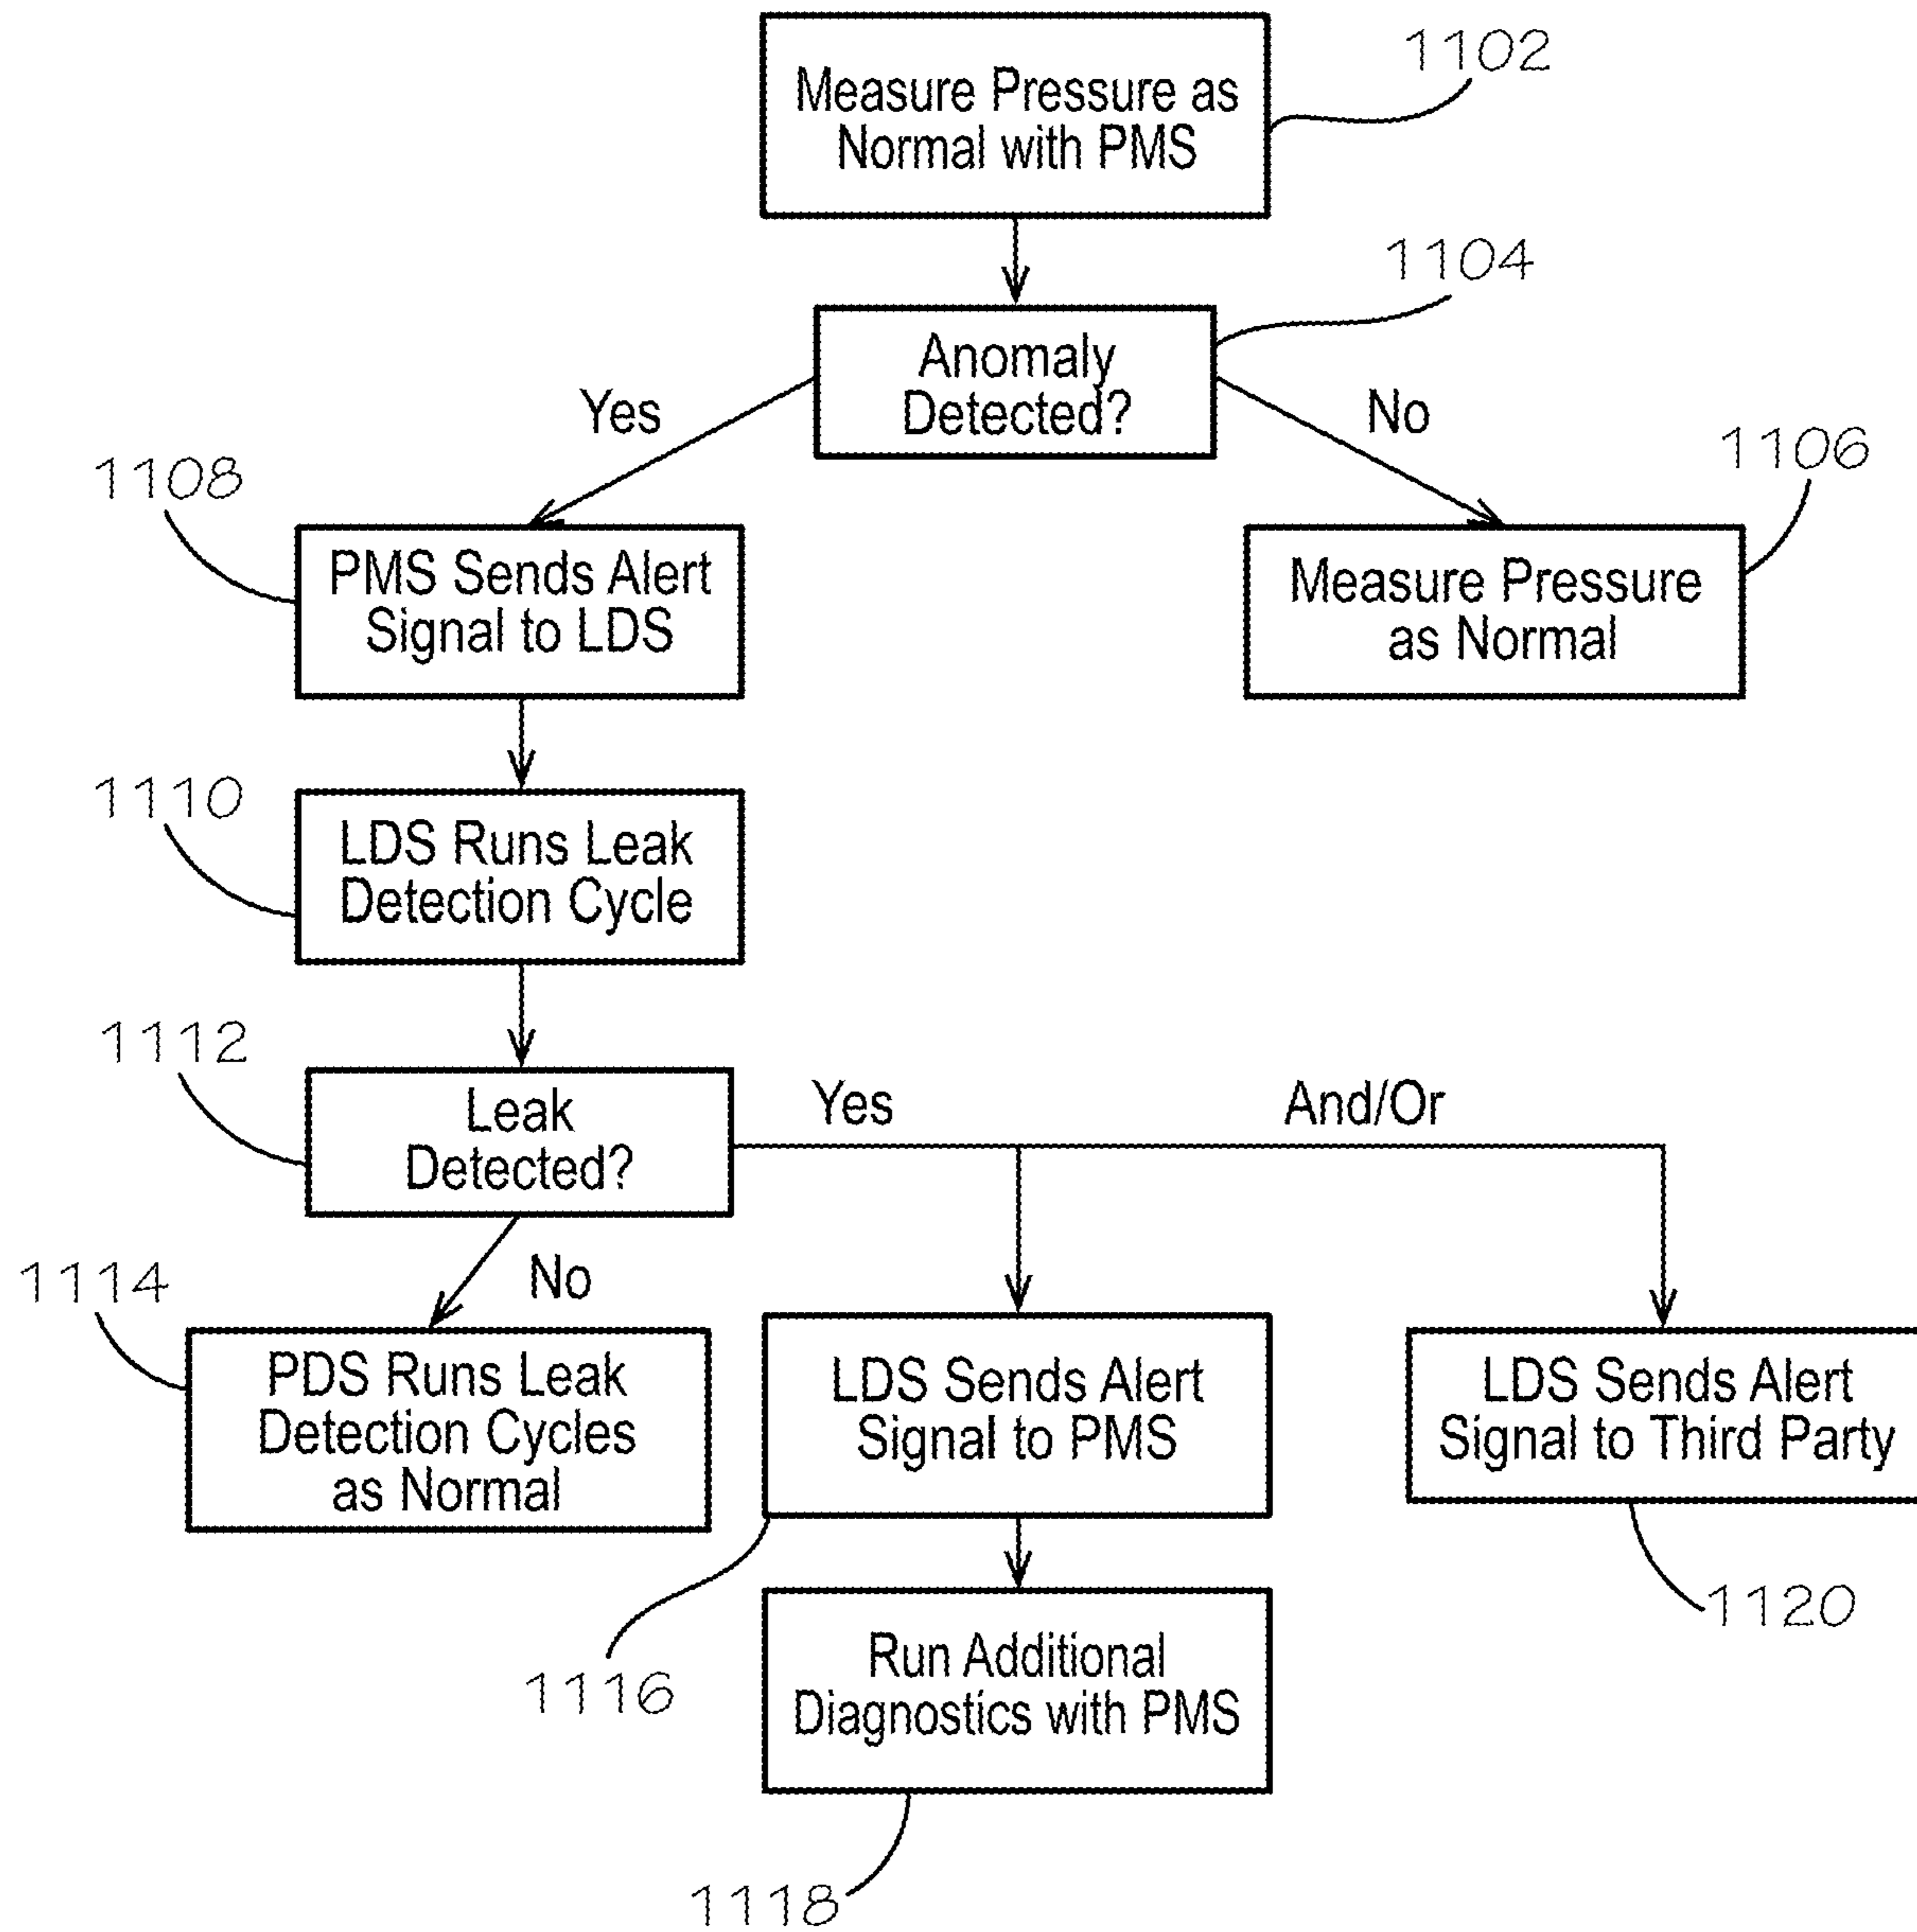 1102
Measure Pressure as
Normal with PMS
1104
Anomaly
Detected?
Yes
No
1106
1108
PMS Sends Alert
Signal to LDS
Measure Pressure
as Normal
1110
LDS Runs Leak
Detection Cycle
1112
Leak
Detected?
Yes
And/Or
No
1114
PDS Runs Leak
Detection Cycles
as Normal
LDS Sends Alert
Signal to PMS
LDS Sends Alert
Signal to Third Party
1116
1120
Run Additional
Diagnostics with PMS
1118